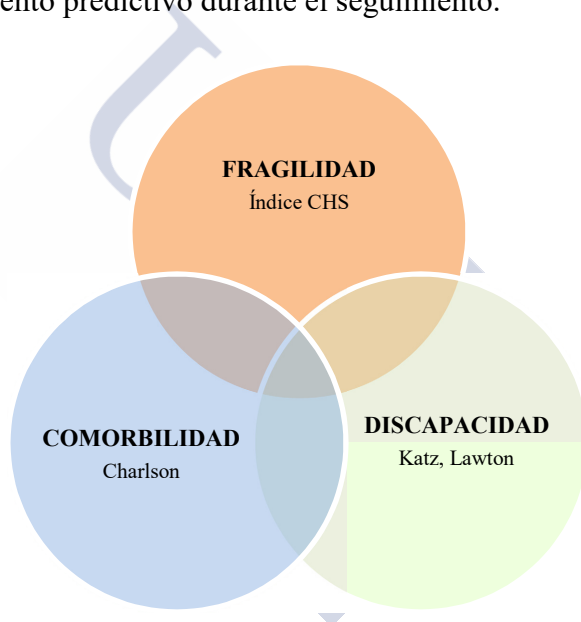 ento predictivo durante el seguimiento.
FRAGILIDAD
Índice CHS
COMORBILIDAD
Charlson
DISCAPACIDAD
Katz, Lawton